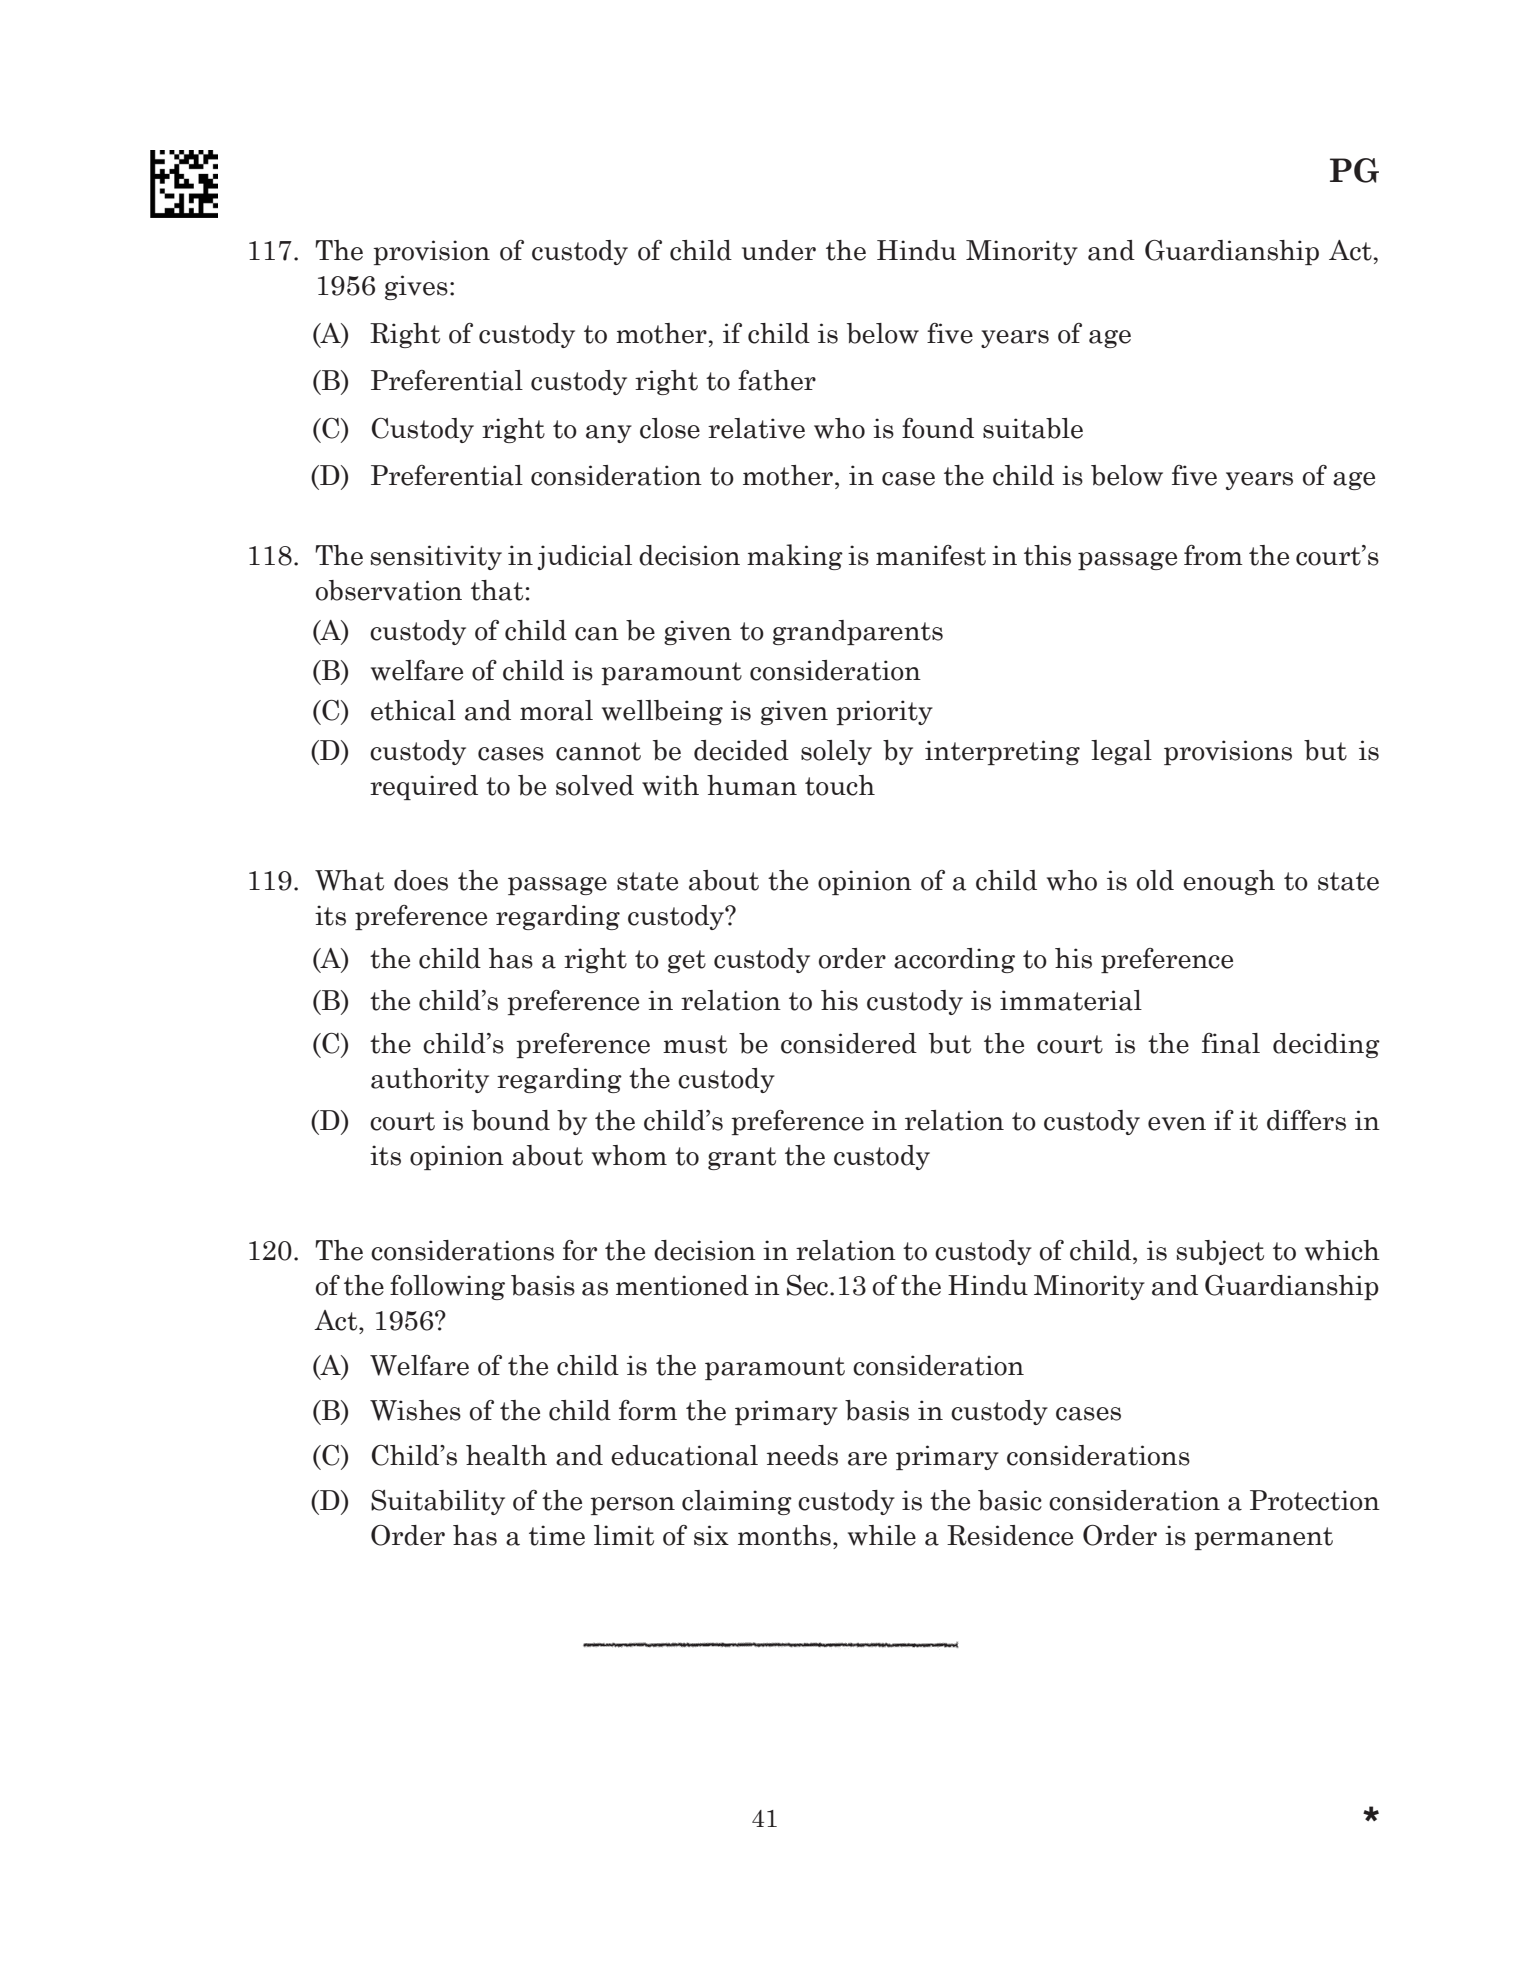 PG
117. The provision of custody of child under the Hindu Minority and Guardianship Act,
1956 gives:
(A) Right of custody to mother, if child is below five years of age
(B) Preferential custody right to father
(C) Custody right to any close relative who is found suitable
(D) Preferential consideration to mother, in case the child is below five years of age
118. The sensitivity in judicial decision making is manifest in this passage from the court’s
observation that:
(A) custody of child can be given to grandparents
(B) welfare of child is paramount consideration
(C) ethical and moral wellbeing is given priority
(D) custody cases cannot be decided solely by interpreting legal provisions but is
required to be solved with human touch
119. What does the passage state about the opinion of a child who is old enough to state
its preference regarding custody?
(A) the child has a right to get custody order according to his preference
(B) the child’s preference in relation to his custody is immaterial
(C) the child’s preference must be considered but the court is the final deciding
authority regarding the custody
(D) court is bound by the child’s preference in relation to custody even if it differs in
its opinion about whom to grant the custody
120. The considerations for the decision in relation to custody of child, is subject to which
of the following basis as mentioned in Sec.13 of the Hindu Minority and Guardianship
Act, 1956?
(A) Welfare of the child is the paramount consideration
(B) Wishes of the child form the primary basis in custody cases
(C) Child’s health and educational needs are primary considerations
(D) Suitability of the person claiming custody is the basic consideration a Protection
Order has a time limit of six months, while a Residence Order is permanent
41 *